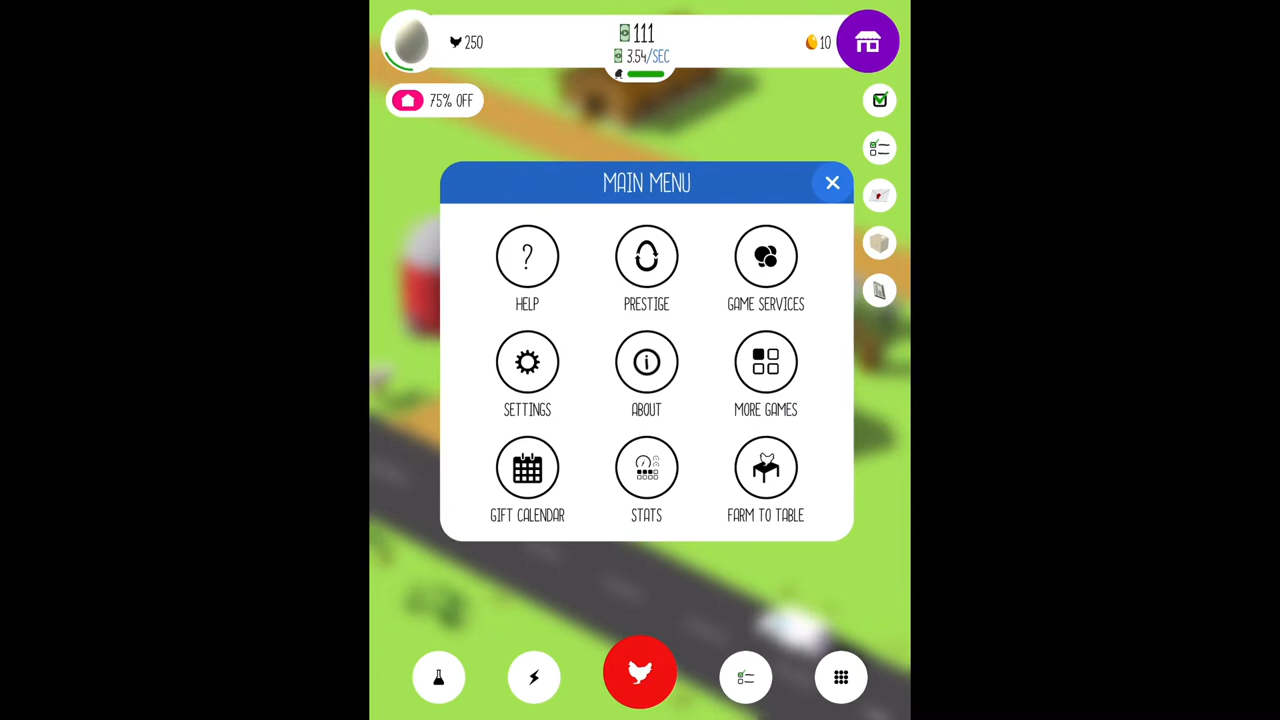 250
111
3.54/SEC
10
75% OFF
MAIN MENU
?
HELP
PRESTIGE
GAME SERVICES
SETTINGS
ABOUT
MORE GAMES
GIFT CALENDAR
STATS
FARM TO TABLE